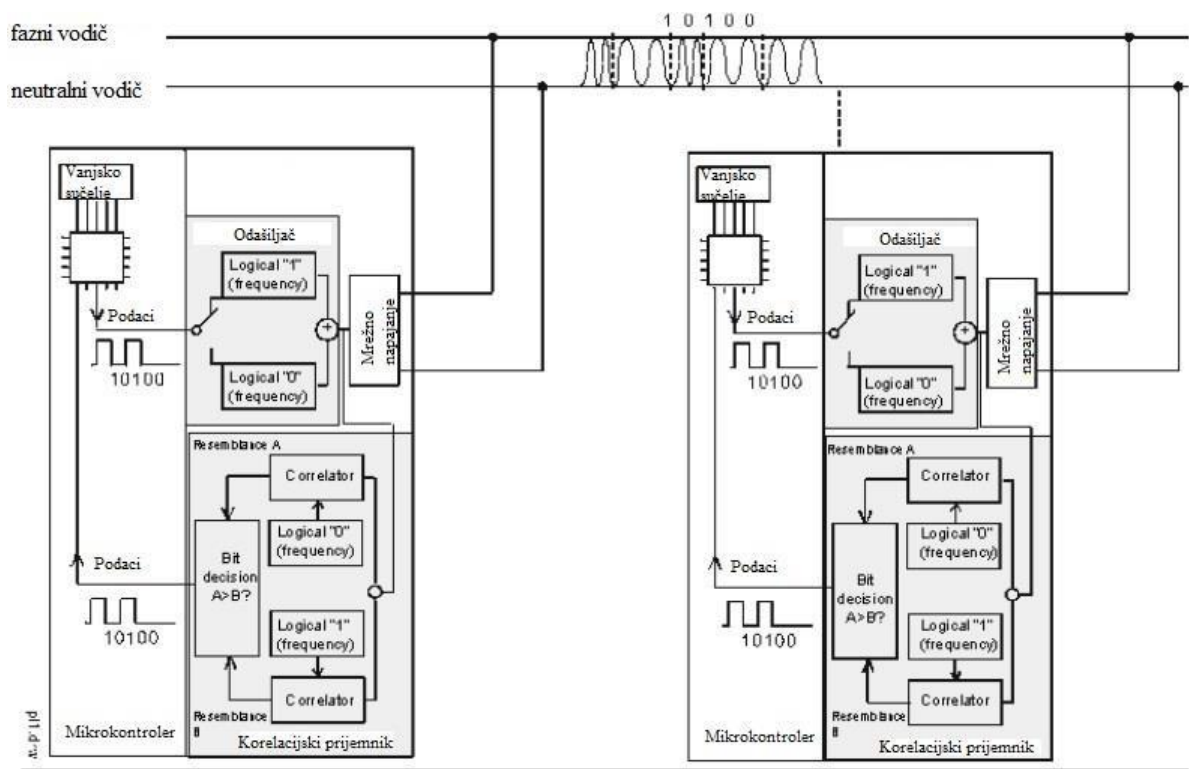 1 0 1 0 0
fazni vodič
neutralni vodič
Vanjsko
sučelje
Odašiljač
Logical "1"
(frequency)
Podaci
10100
Logical "0"
(frequency)
+
Mrežno
napajanje
Resemblance A
Correlator
Logical "0"
(frequency)
Podaci
10100
Bit
decision
A>B?
Logical "1"
(frequency)
Correlator
Resemblance
B
Mikrokontroler
Korelacijski prijemnik
pl1.drw
Vanjsko
sučelje
Odašiljač
Logical "1"
(frequency)
Podaci
10100
Logical "0"
(frequency)
+
Mrežno
napajanje
Resemblance A
Correlator
Logical "0"
(frequency)
Podaci
10100
Bit
decision
A>B?
Logical "1"
(frequency)
Correlator
Resemblance
B
Mikrokontroler
Korelacijski prijemnik